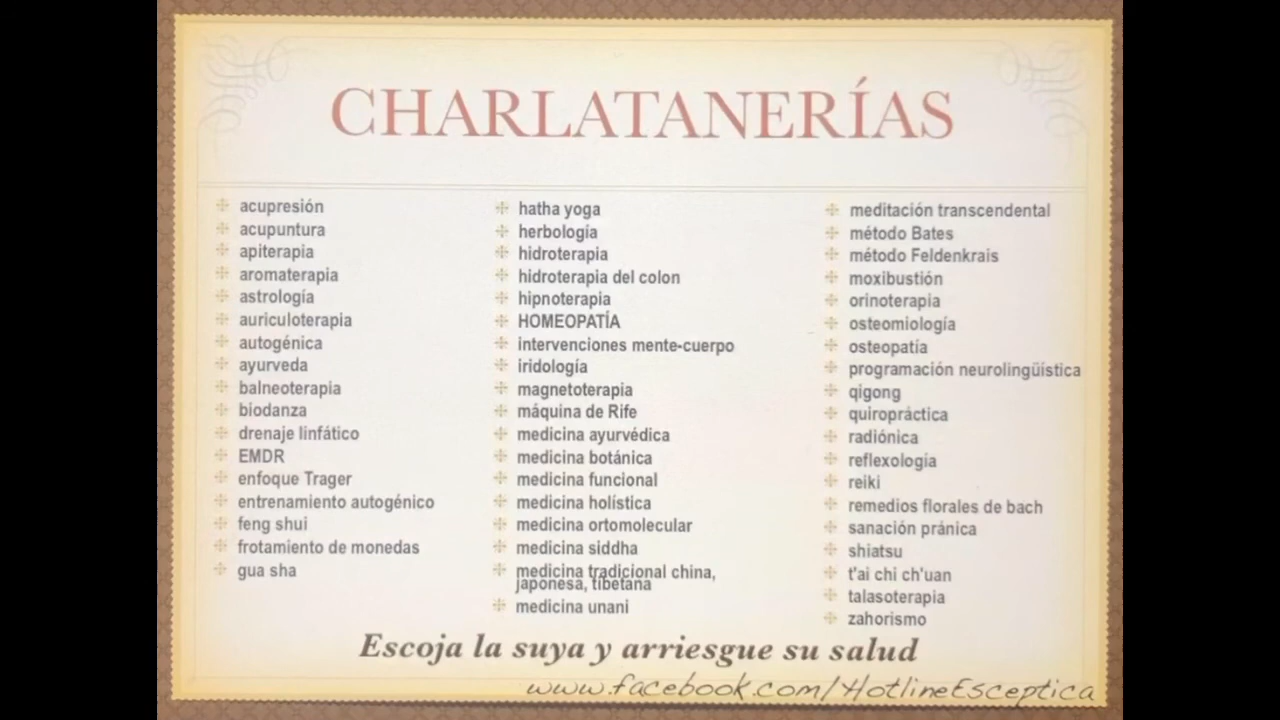 CHARLATANERÍAS
acupresión
acupuntura
apiterapia
aromaterapia
astrología
auriculoterapia
autogénica
ayurveda
balneoterapia
biodanza
drenaje linfático
EMDR
enfoque Trager
entrenamiento autogénico
feng shui
frotamiento de monedas
gua sha
hatha yoga
herbología
hidroterapia
hidroterapia del colon
hipnoterapia
HOMEOPATÍA
intervenciones mente-cuerpo
iridología
magnetoterapia
máquina de Rife
medicina ayurvédica
medicina botánica
medicina funcional
medicina holística
medicina ortomolecular
medicina siddha
medicina tradicional china,
japonesa, tibetana
medicina unani
meditación transcendental
método Bates
método Feldenkrais
moxibustión
orinoterapia
osteomiología
osteopatía
programación neurolingüística
qigong
quiropráctica
radiónica
reflexología
reiki
remedios florales de bach
sanación pránica
shiatsu
t'ai chi ch'uan
talasoterapia
zahorismo
Escoja la suya y arriesgue su salud
www.facebook.com/HotlineEsceptica